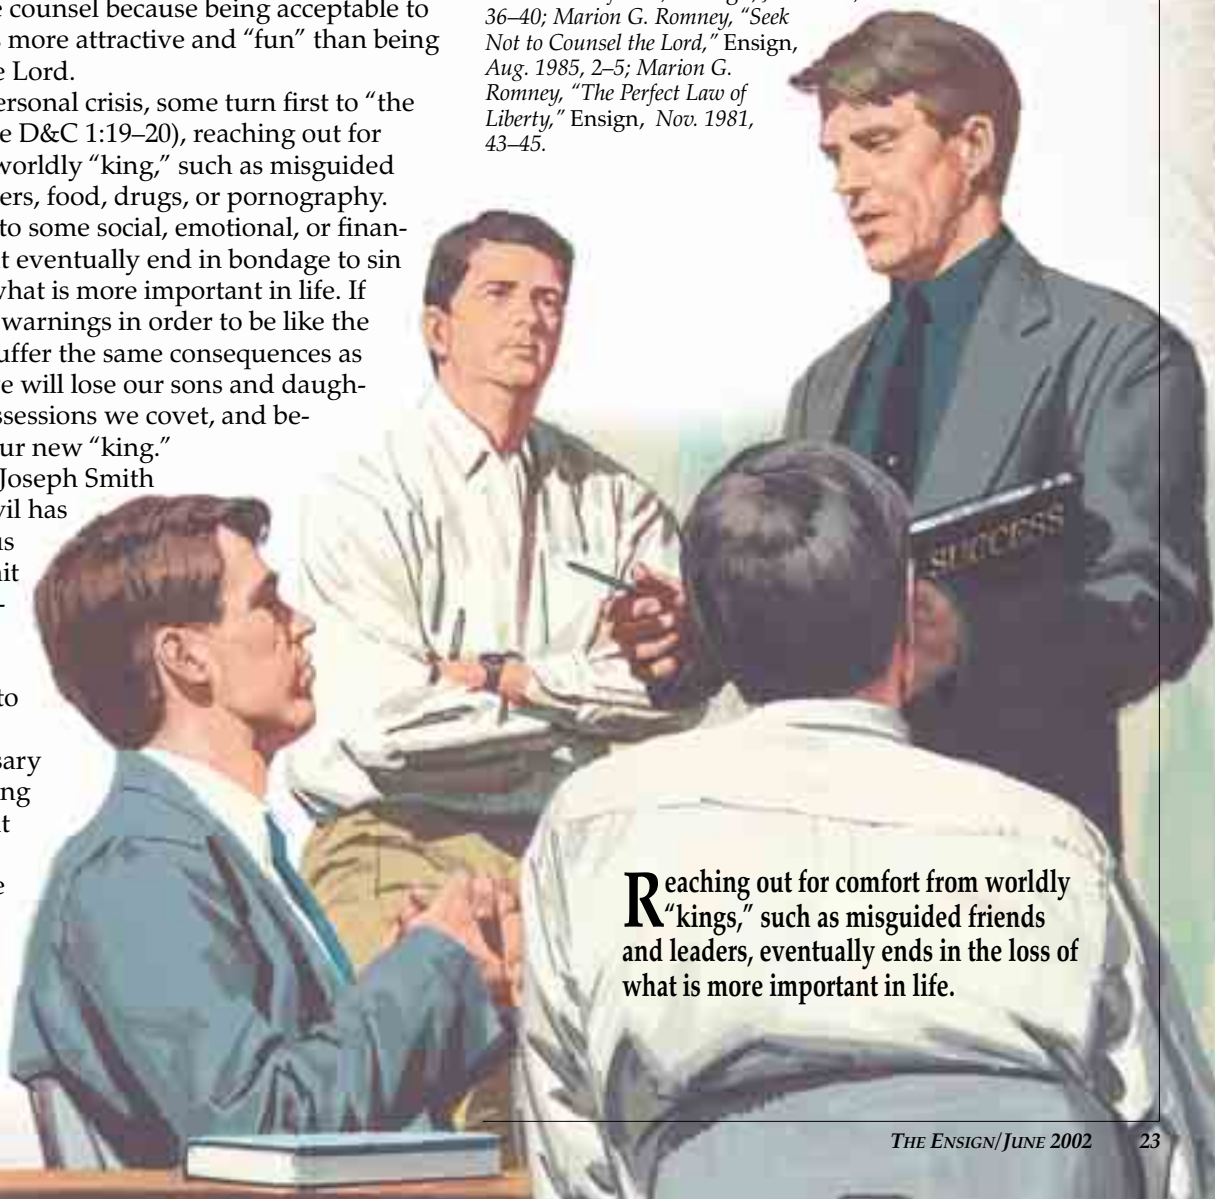 e counsel because being acceptable to
more attractive and “fun” than being
e Lord.
ersonal crisis, some turn first to “the
e D&C 1:19–20), reaching out for
worldly “king,” such as misguided
ers, food, drugs, or pornography.
to some social, emotional, or finan-
t eventually end in bondage to sin
what is more important in life. If
warnings in order to be like the
uffer the same consequences as
e will lose our sons and daugh-
ssessions we covet, and be-
ur new “king.”
Joseph Smith
vil has
us
it
-
to
sary
ng
t
e
36–40; Marion G. Romney, “Seek
Not to Counsel the Lord,” Ensign,
Aug. 1985, 2–5; Marion G.
Romney, “The Perfect Law of
Liberty,” Ensign, Nov. 1981,
43–45.
SUCCESS
Reaching out for comfort from worldly
“kings,” such as misguided friends
and leaders, eventually ends in the loss of
what is more important in life.
THE ENSIGN/JUNE 2002 23